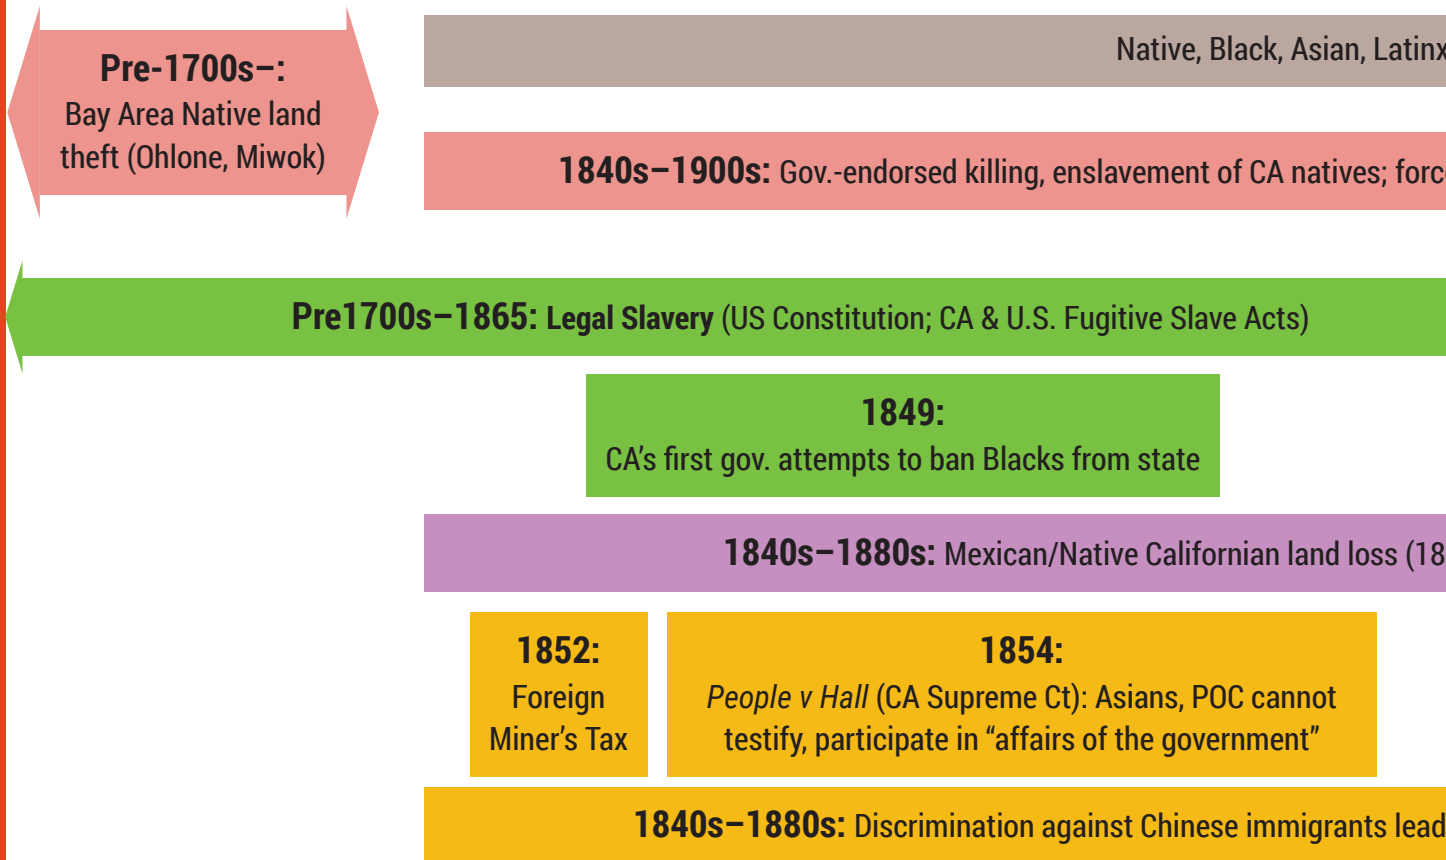 Pre-1700s–:
Bay Area Native land
theft (Ohlone, Miwok)
Native, Black, Asian, Latinx
1840s–1900s: Gov.-endorsed killing, enslavement of CA natives;
Pre1700s–1865: Legal Slavery (US Constitution; CA & U.S. Fugitive Slave Acts)
1849:
CA’s first gov. attempts to ban Blacks from state
1840s–1880s: Mexican/Native Californian land loss (18
1852:
Foreign
Miner’s Tax
1854:
People v Hall (CA Supreme Ct): Asians, POC cannot
testify, participate in “affairs of the government”
1840s–1880s: Discrimination against Chinese immigrants lead